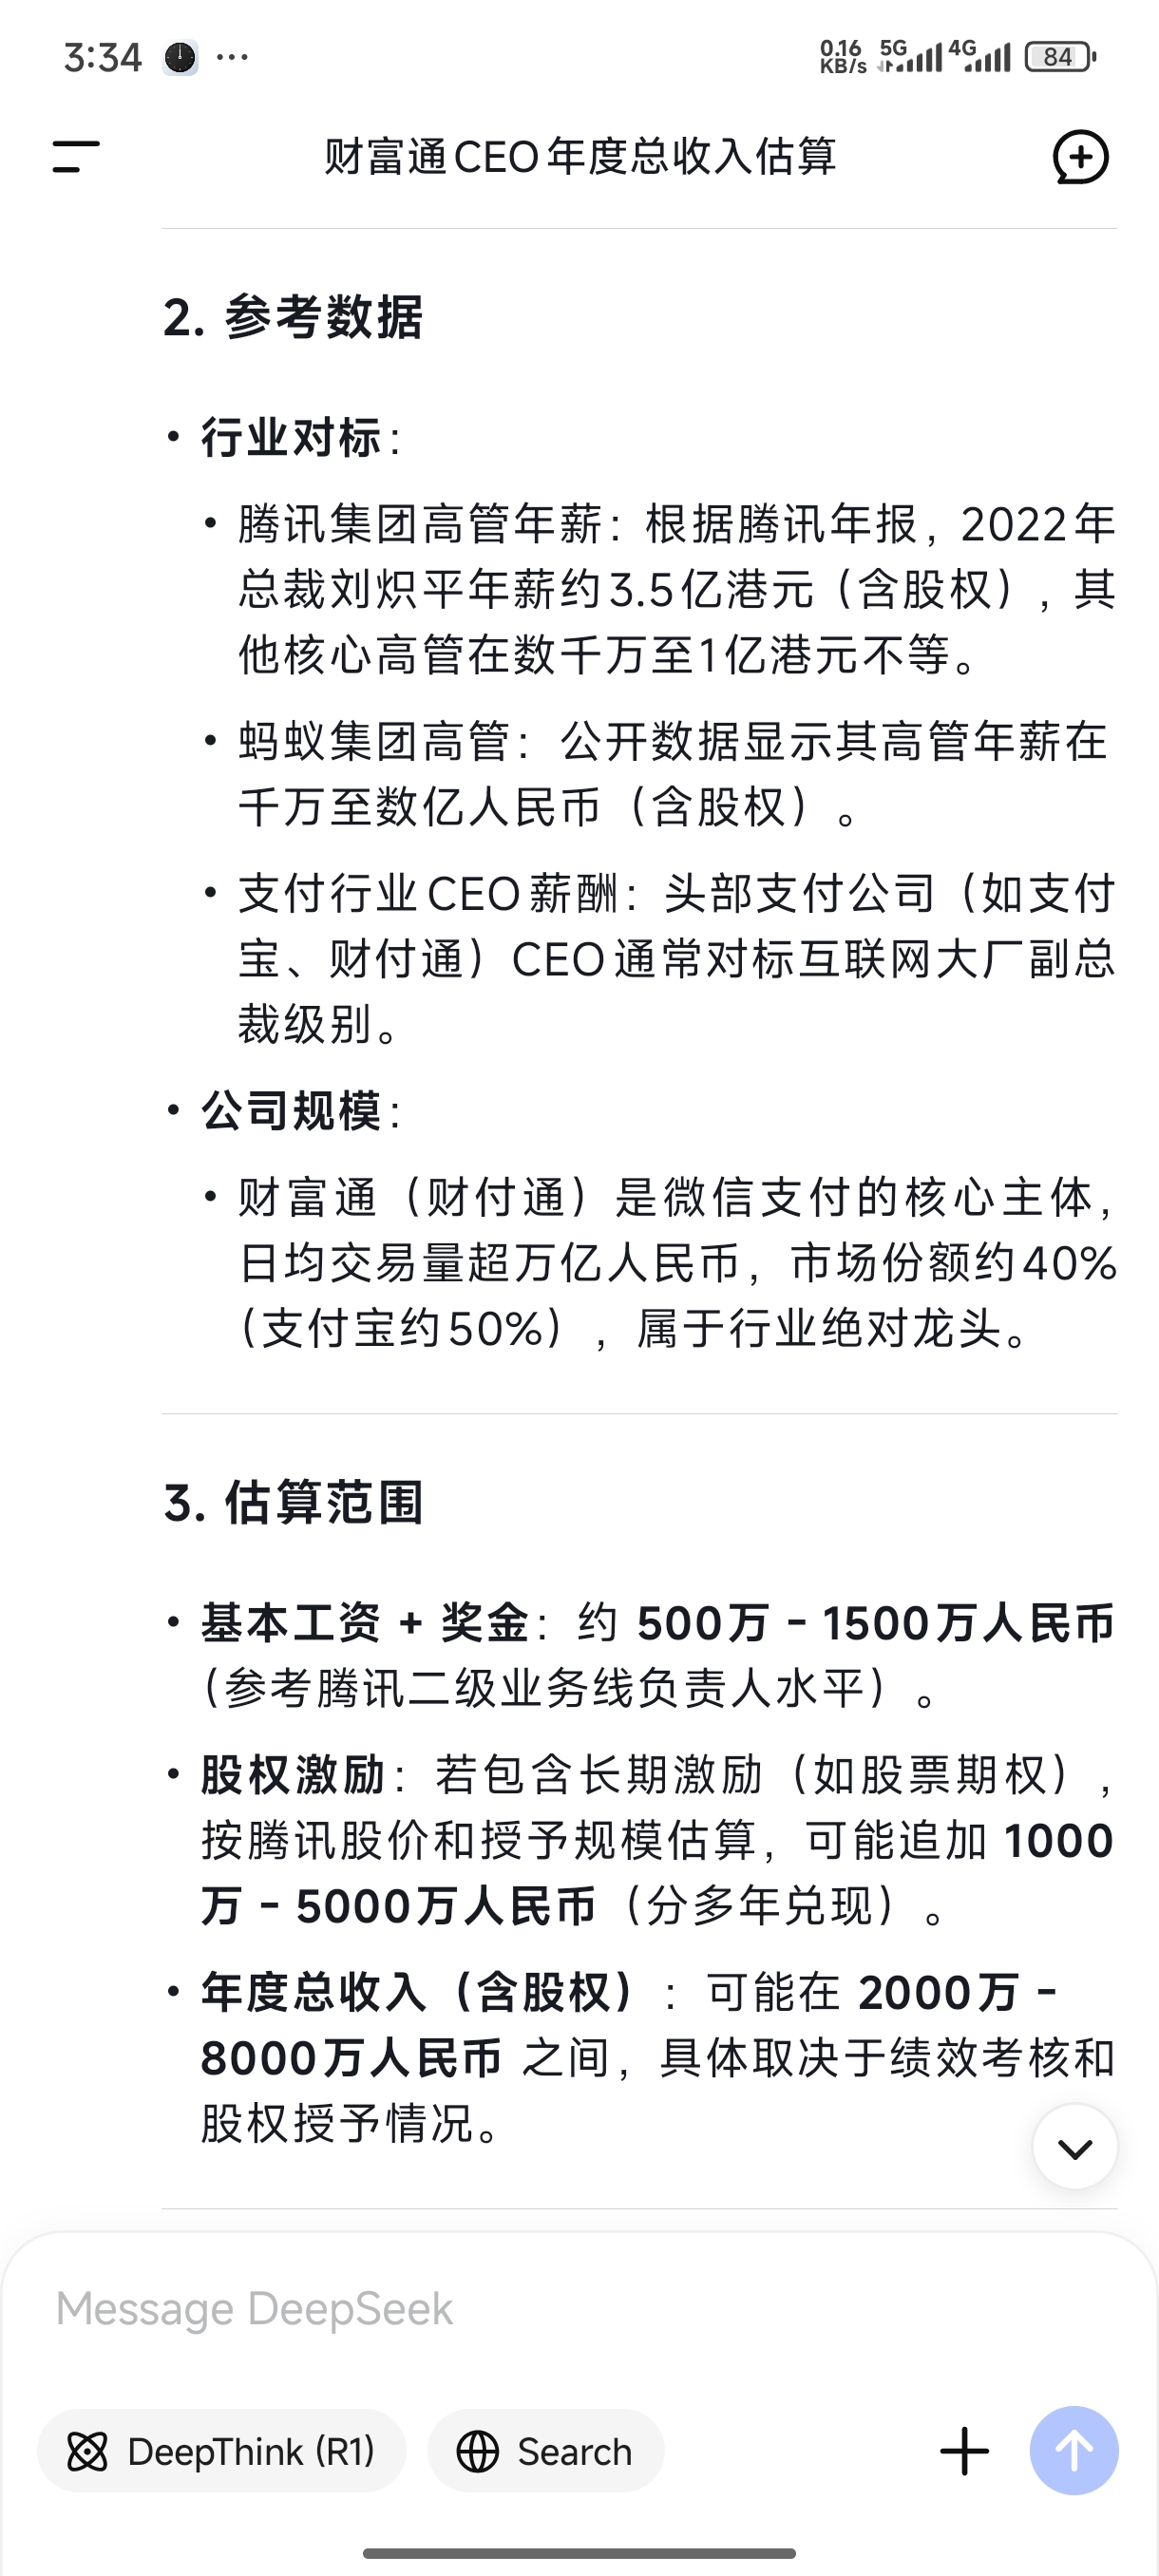 3:34 ...
0.16 KB/s 5G 4G 84
财富通CEO年度总收入估算
2. 参考数据
• 行业对标：
• 腾讯集团高管年薪：根据腾讯年报，2022年
总裁刘炽平年薪约3.5亿港元（含股权），其
他核心高管在数千万至1亿港元不等。
• 蚂蚁集团高管：公开数据显示其高管年薪在
千万至数亿人民币（含股权）。
• 支付行业CEO薪酬：头部支付公司（如支付
宝、财付通）CEO通常对标互联网大厂副总
裁级别。
• 公司规模：
• 财富通（财付通）是微信支付的核心主体，
日均交易量超万亿人民币，市场份额约40%
（支付宝约50%），属于行业绝对龙头。
3. 估算范围
• 基本工资 + 奖金：约 500万 - 1500万人民币
（参考腾讯二级业务线负责人水平）。
• 股权激励：若包含长期激励（如股票期权），
按腾讯股价和授予规模估算，可能追加 1000
万 - 5000万人民币（分多年兑现）。
• 年度总收入（含股权）：可能在 2000万 -
8000万人民币 之间，具体取决于绩效考核和
股权授予情况。
Message DeepSeek
DeepThink (R1) Search